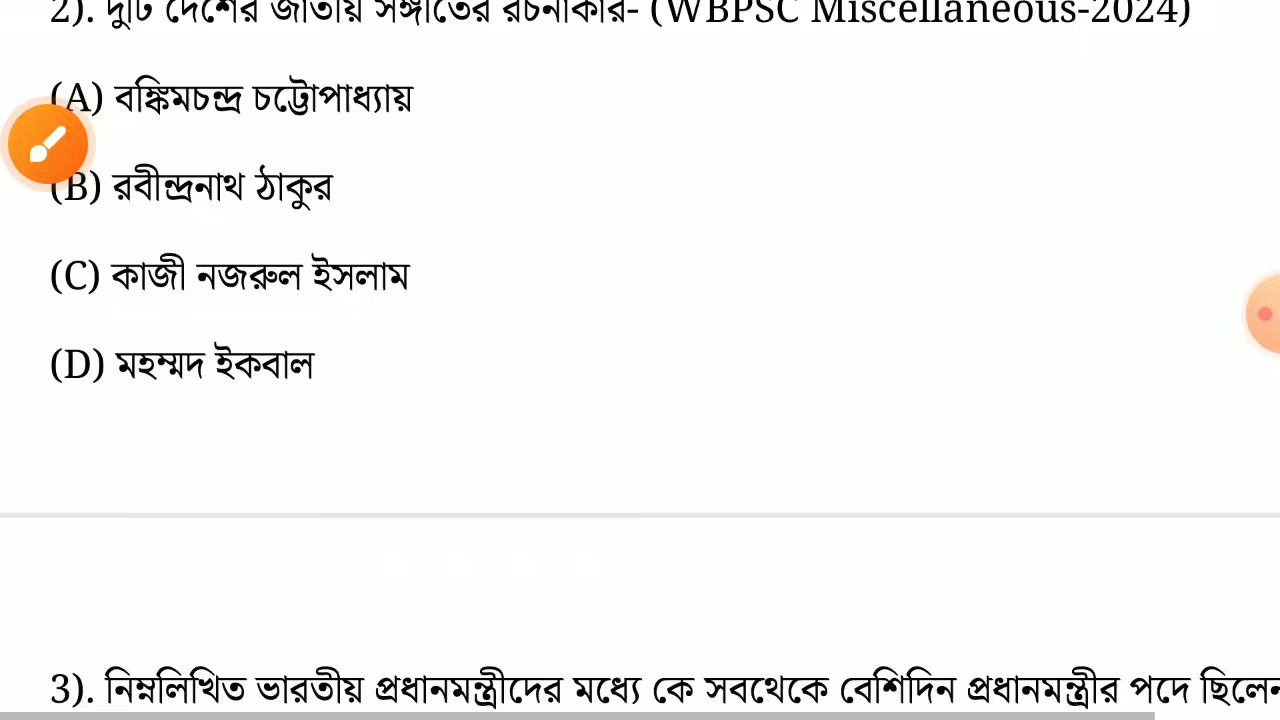 2). দুটি দেশের জাতীয় সঙ্গীতের রচনাকার- (WBPSC Miscellaneous-2024)
(A) বঙ্কিমচন্দ্র চট্টোপাধ্যায়
(B) রবীন্দ্রনাথ ঠাকুর
(C) কাজী নজরুল ইসলাম
(D) মহম্মদ ইকবাল
3). নিম্নলিখিত ভারতীয় প্রধানমন্ত্রীদের মধ্যে কে সবথেকে বেশিদিন প্রধানমন্ত্রীর পদে ছিলেন